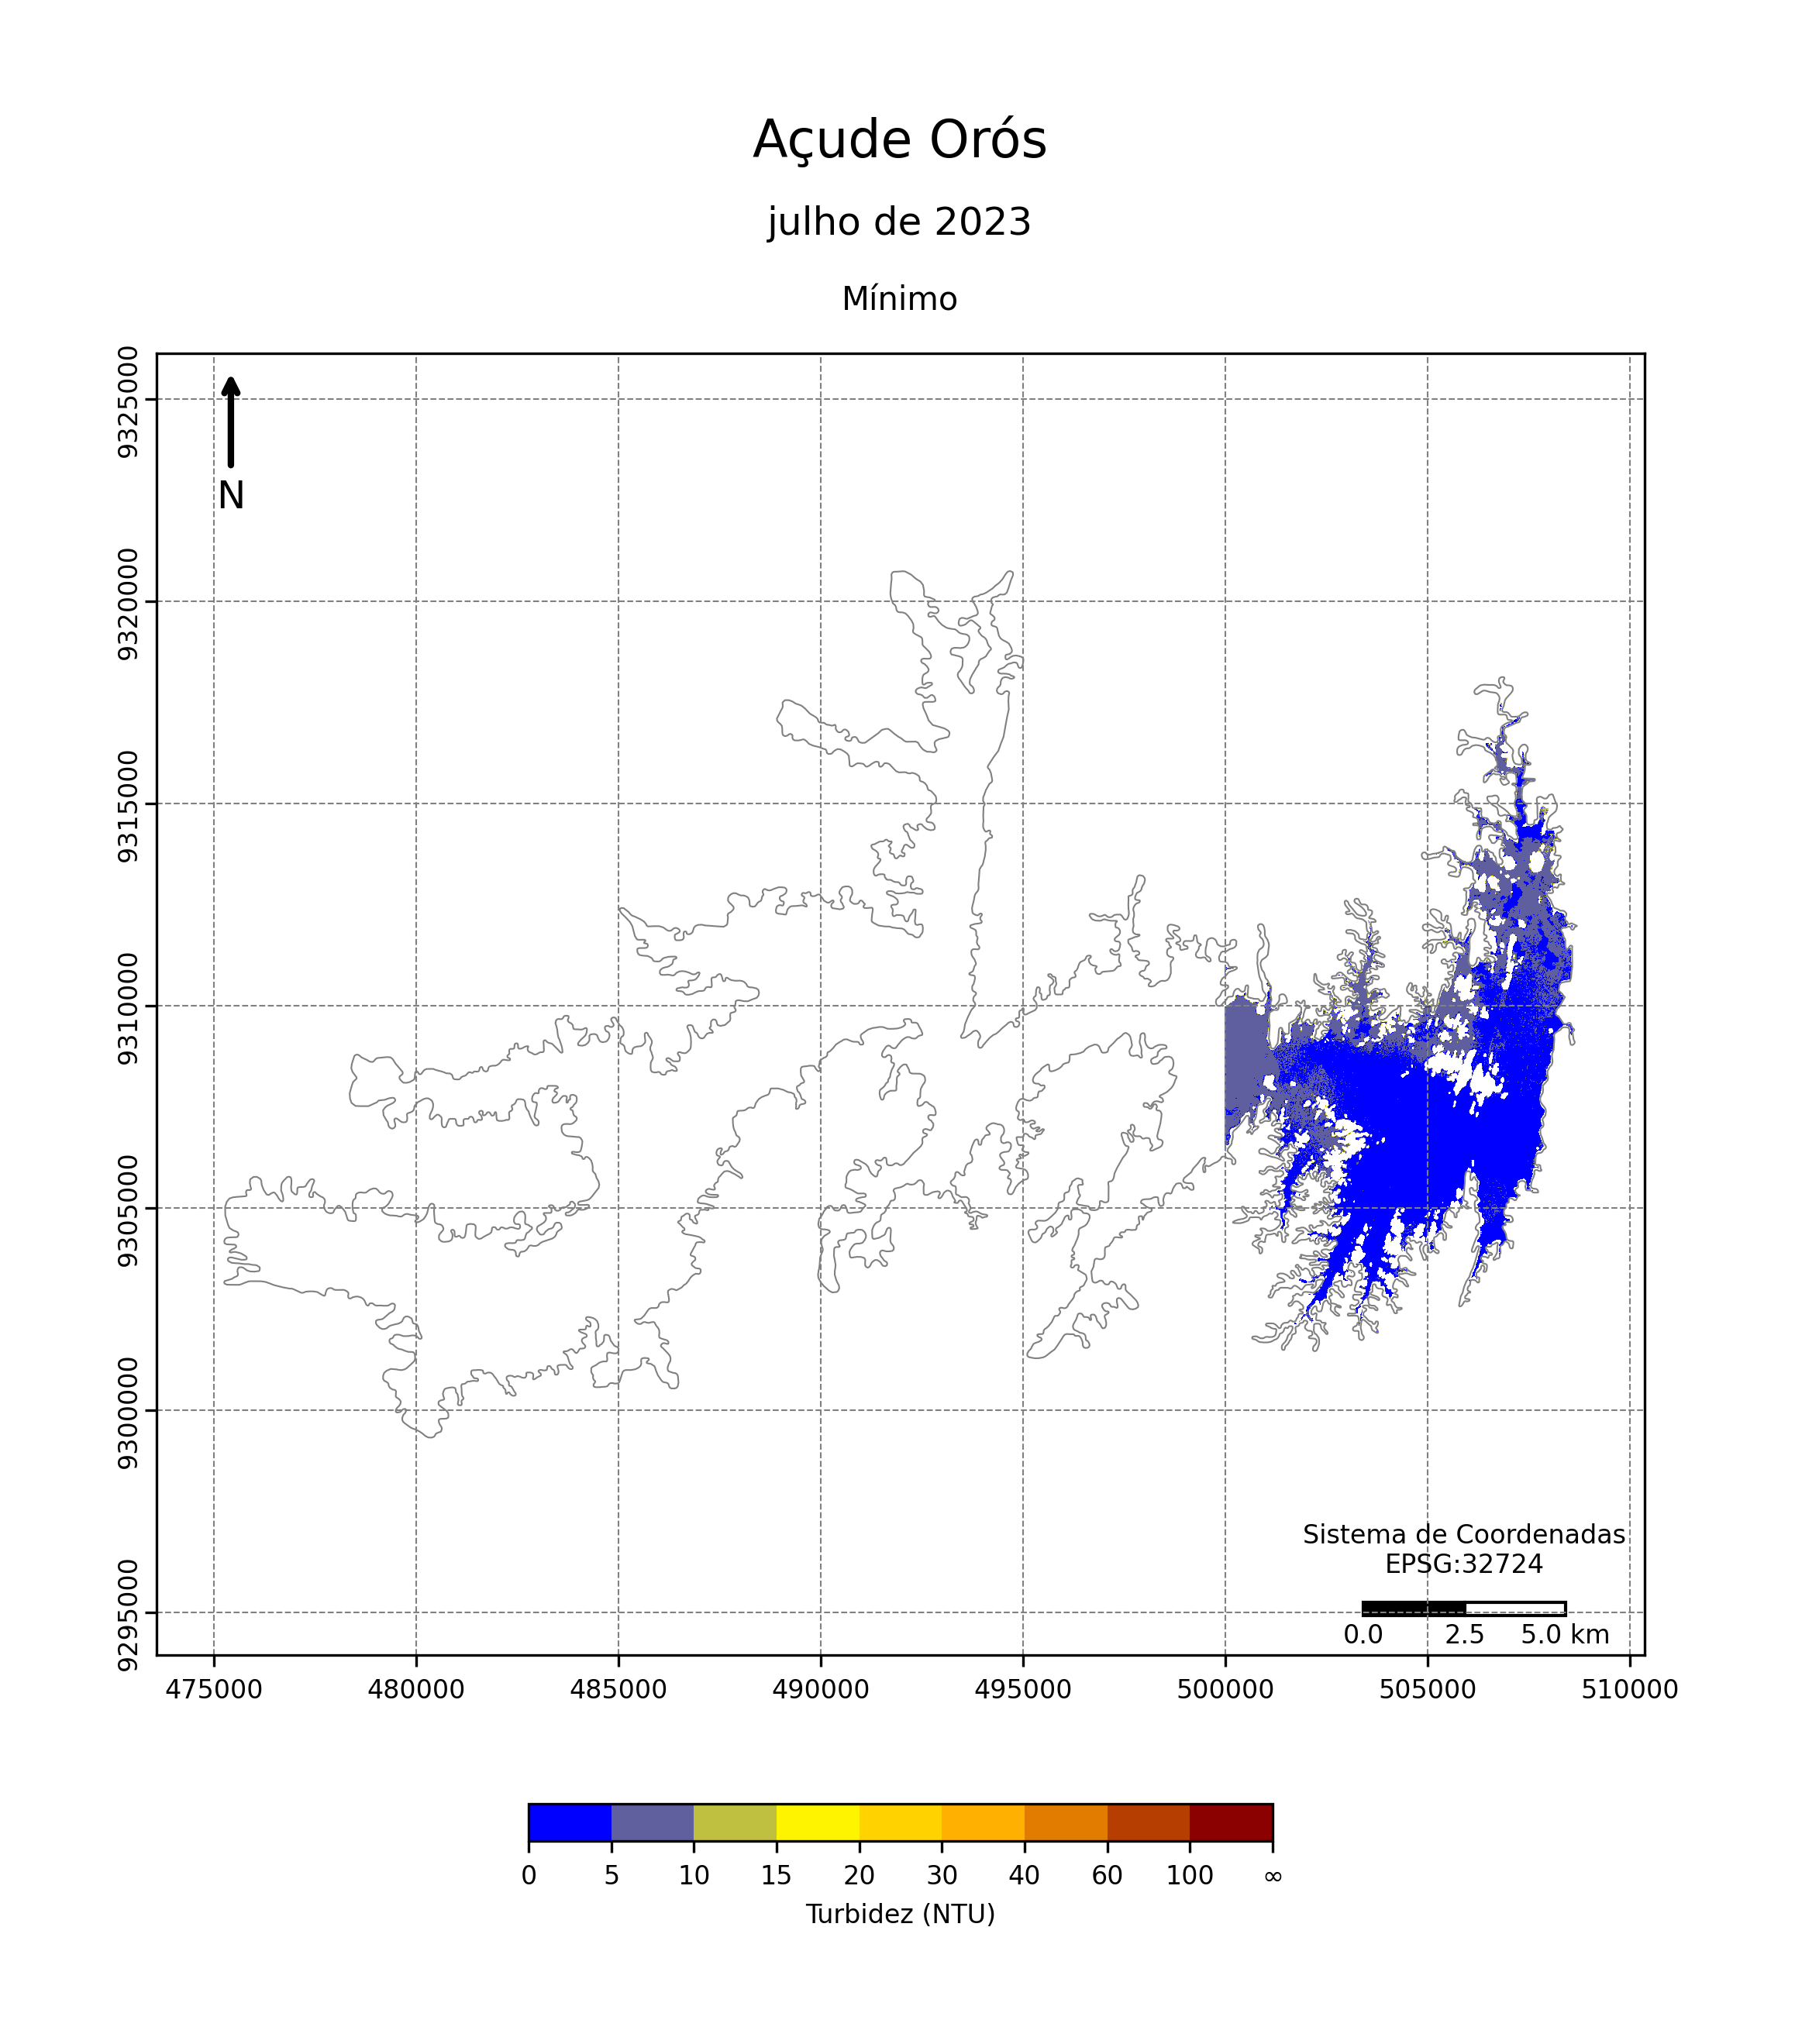 Açude Orós
julho de 2023
Mínimo
9325000
9320000
9315000
9310000
9305000
9300000
9295000
N
Sistema de Coordenadas
EPSG:32724
0.0 2.5 5.0 km
475000 480000 485000 490000 495000 500000 505000 510000
0 5 10 15 20 30 40 60 100 ∞
Turbidez (NTU)